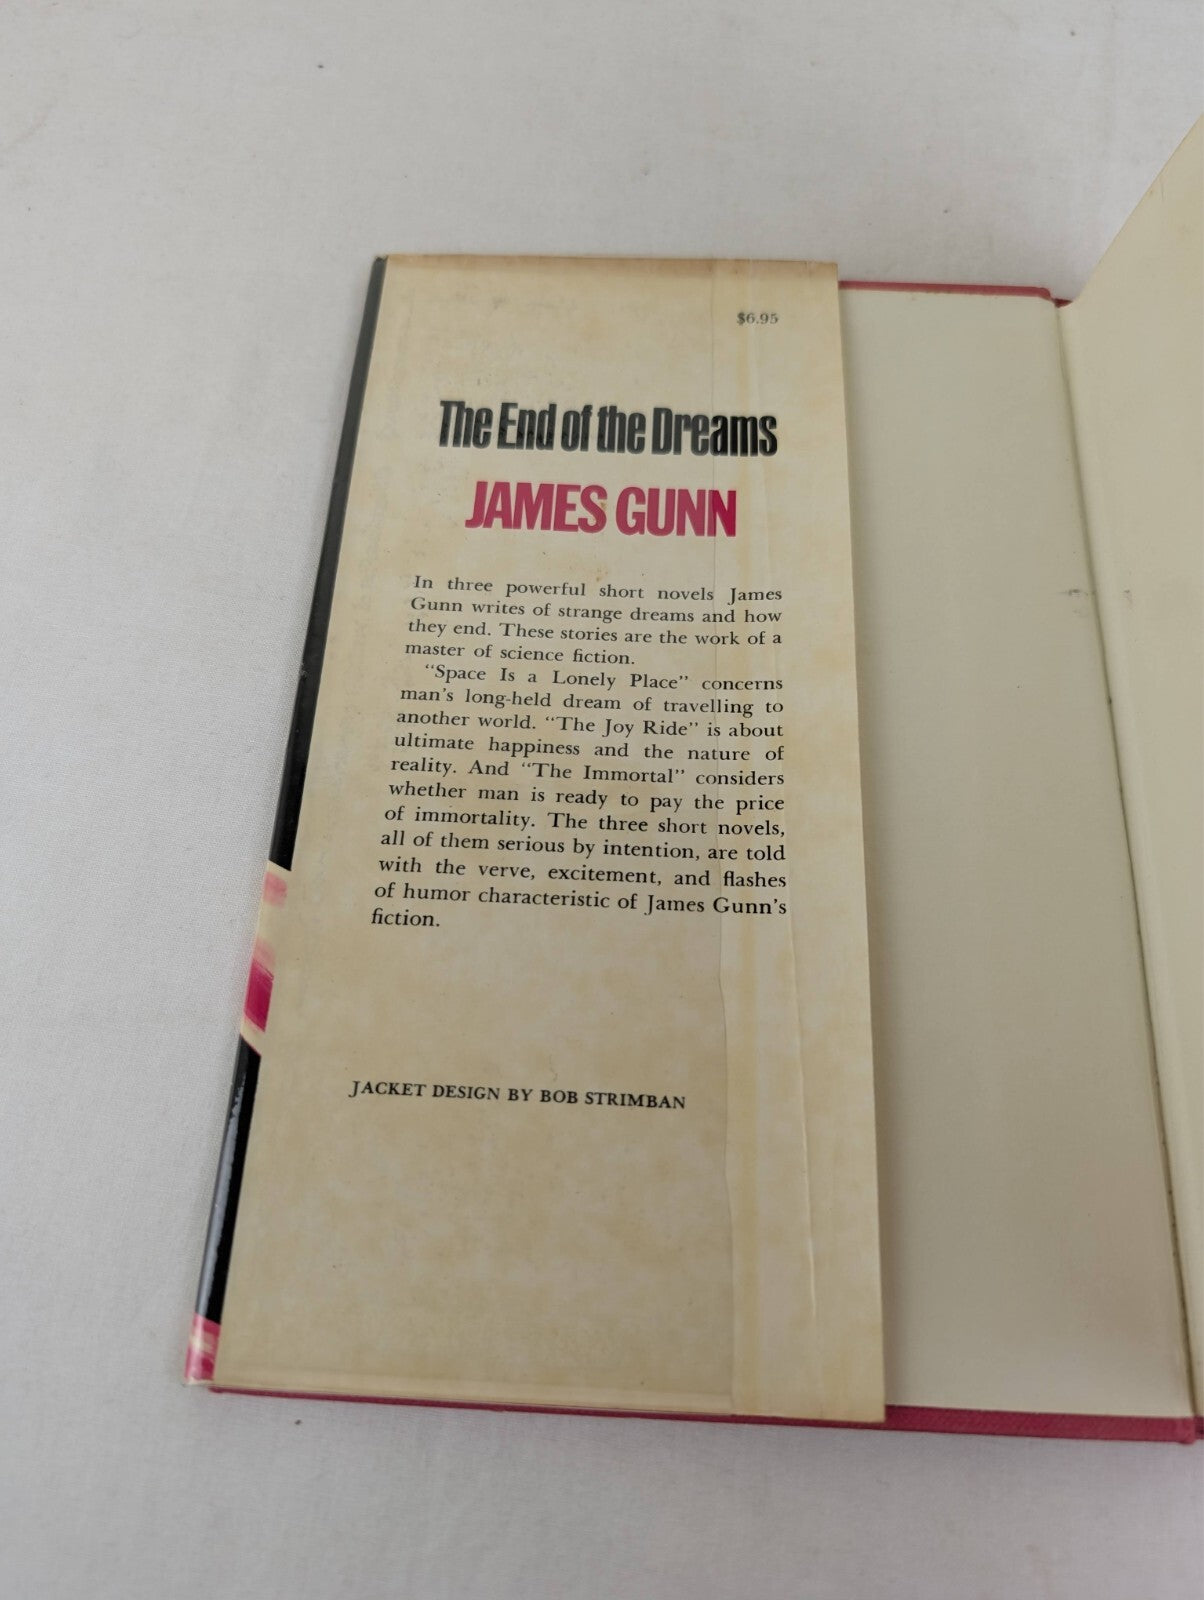 $6.95
The End of the Dreams
JAMES GUNN
In three powerful short novels James
Gunn writes of strange dreams and how
they end. These stories are the work of a
master of science fiction.
"Space Is a Lonely Place" concerns
man's long-held dream of travelling to
another world. "The Joy Ride" is about
ultimate happiness and the nature of
reality. And "The Immortal" considers
whether man is ready to pay the price
of immortality. The three short novels,
all of them serious by intention, are told
with the verve, excitement, and flashes
of humor characteristic of James Gunn's
fiction.
JACKET DESIGN BY BOB STRIMBAN